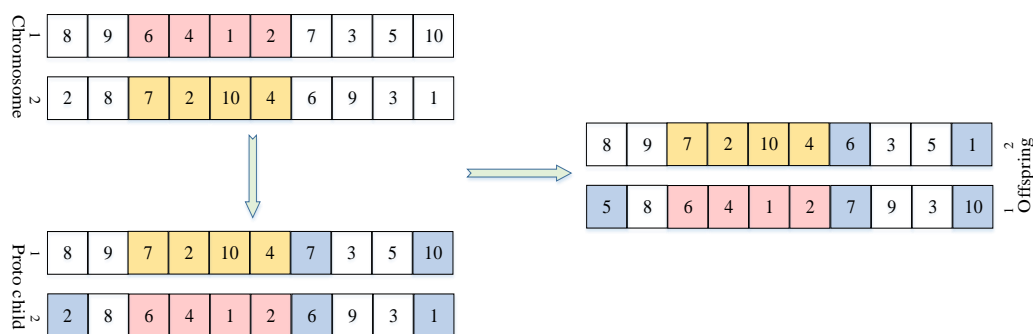 Chromosome
1
8 9 6 4 1 2 7 3 5 10
2
2 8 7 2 10 4 6 9 3 1
Proto child
1
8 9 7 2 10 4 7 3 5 10
2
2 8 6 4 1 2 6 9 3 1
8 9 7 2 10 4 6 3 5 1
2
5 8 6 4 1 2 7 9 3 10
1
Offspring